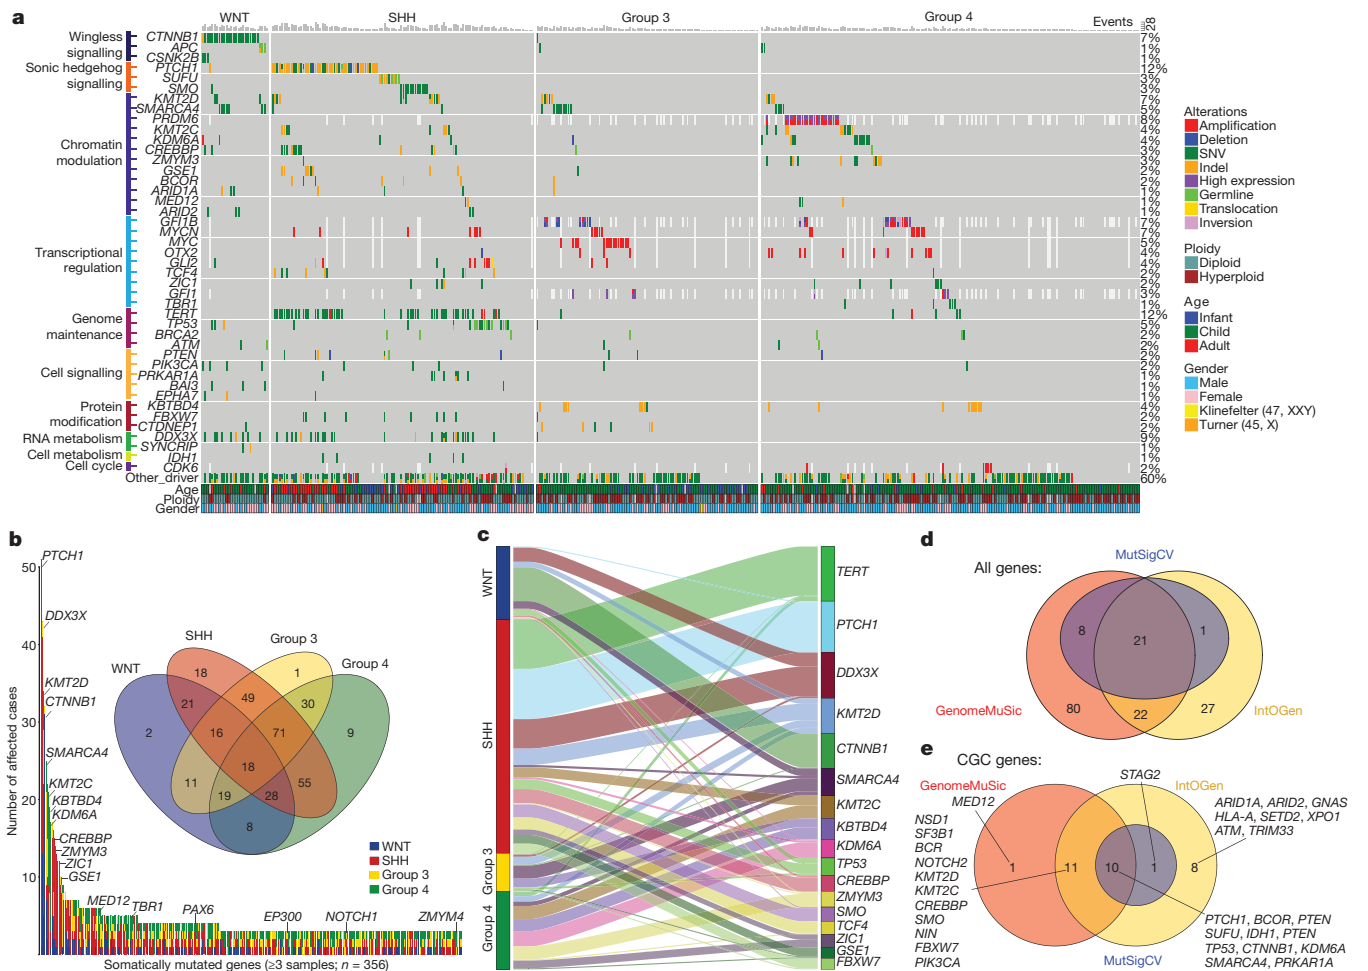 a
WNT
SHH
Group 3
Group 4
Events
28
Wingless signalling
CTNNB1 7%
APC 1%
CSNK2B 1%
Sonic hedgehog signalling
PTCH1 12%
SUFU 3%
SMO 3%
Chromatin modulation
KMT2D 7%
SMARCA4 5%
PRDM6 8%
KMT2C 4%
KDM6A 4%
CREBBP 3%
ZMYM3 3%
GSE1 2%
BCOR 2%
ARID1A 1%
MED12 1%
ARID2 1%
Transcriptional regulation
GFI1B 7%
MYCN 7%
MYC 5%
OTX2 4%
GLI2 4%
TCF4 2%
ZIC1 2%
GFI1 3%
TBR1 1%
Genome maintenance
TERT 12%
TP53 5%
BRCA2 2%
ATM 2%
Cell signalling
PTEN 2%
PIK3CA 2%
PRKAR1A 1%
BAI3 1%
EPHA7 1%
Protein modification
KBTBD4 4%
FBXW7 2%
CTDNEP1 2%
RNA metabolism
DDX3X 9%
SYNCRIP 1%
Cell metabolism
IDH1 1%
Cell cycle
CDK6 2%
Other_driver 60%
Age
Ploidy
Gender
Alterations
Amplification
Deletion
SNV
Indel
High expression
Germline
Translocation
Inversion
Ploidy
Diploid
Hyperploid
Age
Infant
Child
Adult
Gender
Male
Female
Klinefelter (47, XXY)
Turner (45, X)
b
Number of affected cases
50
40
30
20
10
PTCH1
DDX3X
KMT2D
CTNNB1
SMARCA4
KMT2C
KBTBD4
KDM6A
CREBBP
ZMYM3
ZIC1
GSE1
MED12
TBR1
PAX6
EP300
NOTCH1
ZMYM4
Somatically mutated genes (≥3 samples; n = 356)
WNT
SHH
Group 3
Group 4
18
1
21
49
30
2
16
71
9
18
11
19
28
55
8
WNT
SHH
Group 3
Group 4
c
WNT
SHH
Group 3
Group 4
TERT
PTCH1
DDX3X
KMT2D
CTNNB1
SMARCA4
KMT2C
KBTBD4
KDM6A
TP53
CREBBP
ZMYM3
SMO
TCF4
ZIC1
GSE1
FBXW7
d
All genes:
MutSigCV
GenomeMuSic
IntOGen
8
21
1
80
22
27
e
CGC genes:
GenomeMuSic
IntOGen
MutSigCV
STAG2
MED12
NSD1
SF3B1
BCR
NOTCH2
KMT2D
KMT2C
CREBBP
SMO
NIN
FBXW7
PIK3CA
1
11
10
1
8
ARID1A, ARID2, GNAS
HLA-A, SETD2, XPO1
ATM, TRIM33
PTCH1, BCOR, PTEN
SUFU, IDH1, PTEN
TP53, CTNNB1, KDM6A
SMARCA4, PRKAR1A